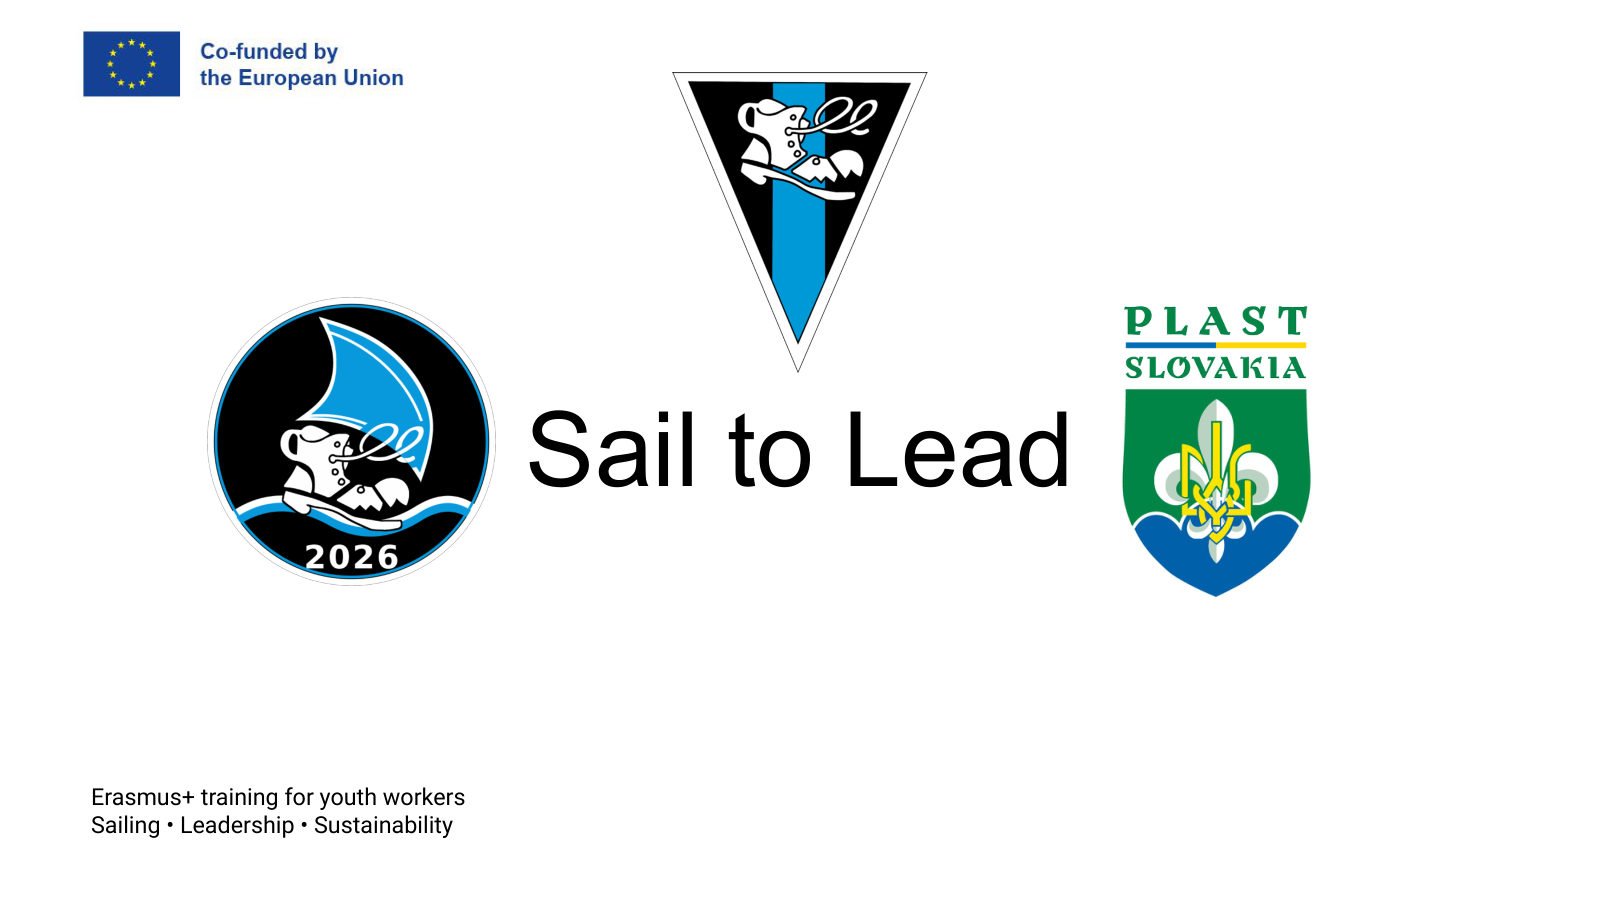 Co-funded by
the European Union
PLAST
SLOVAKIA
Sail to Lead
2026
Erasmus+ training for youth workers
Sailing • Leadership • Sustainability